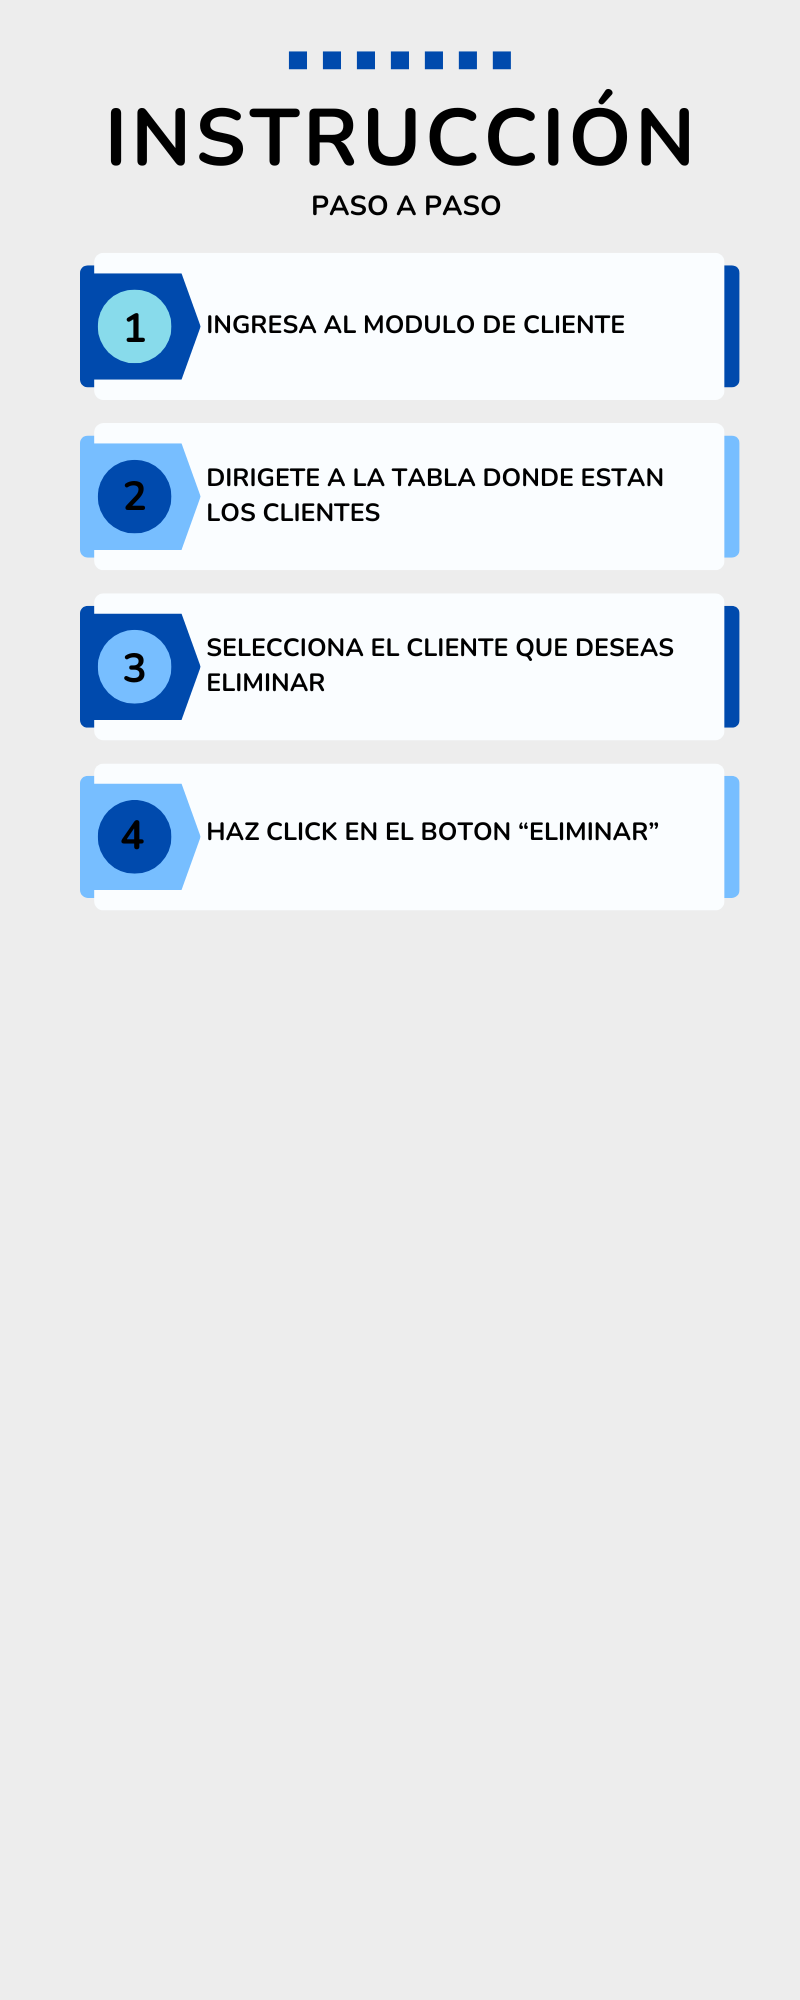 INSTRUCCIÓN
PASO A PASO
1
INGRESA AL MODULO DE CLIENTE
2
DIRIGETE A LA TABLA DONDE ESTAN
LOS CLIENTES
3
SELECCIONA EL CLIENTE QUE DESEAS
ELIMINAR
4
HAZ CLICK EN EL BOTON “ELIMINAR”